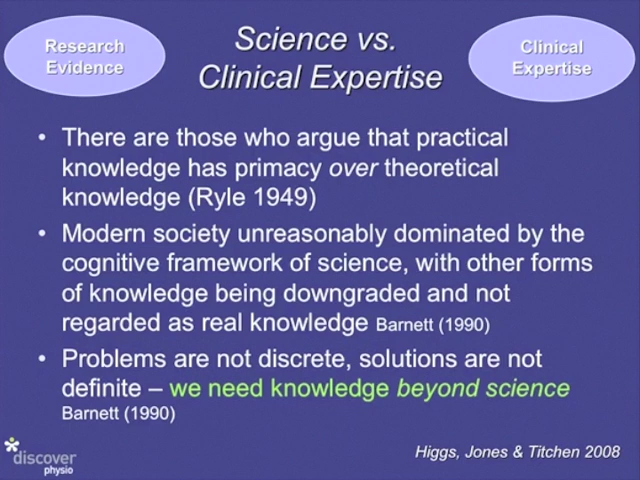 Research
Evidence
Science vs.
Clinical Expertise
Clinical
Expertise
• There are those who argue that practical
knowledge has primacy over theoretical
knowledge (Ryle 1949)
• Modern society unreasonably dominated by the
cognitive framework of science, with other forms
of knowledge being downgraded and not
regarded as real knowledge Barnett (1990)
• Problems are not discrete, solutions are not
definite – we need knowledge beyond science
Barnett (1990)
Higgs, Jones & Titchen 2008
discover
physio